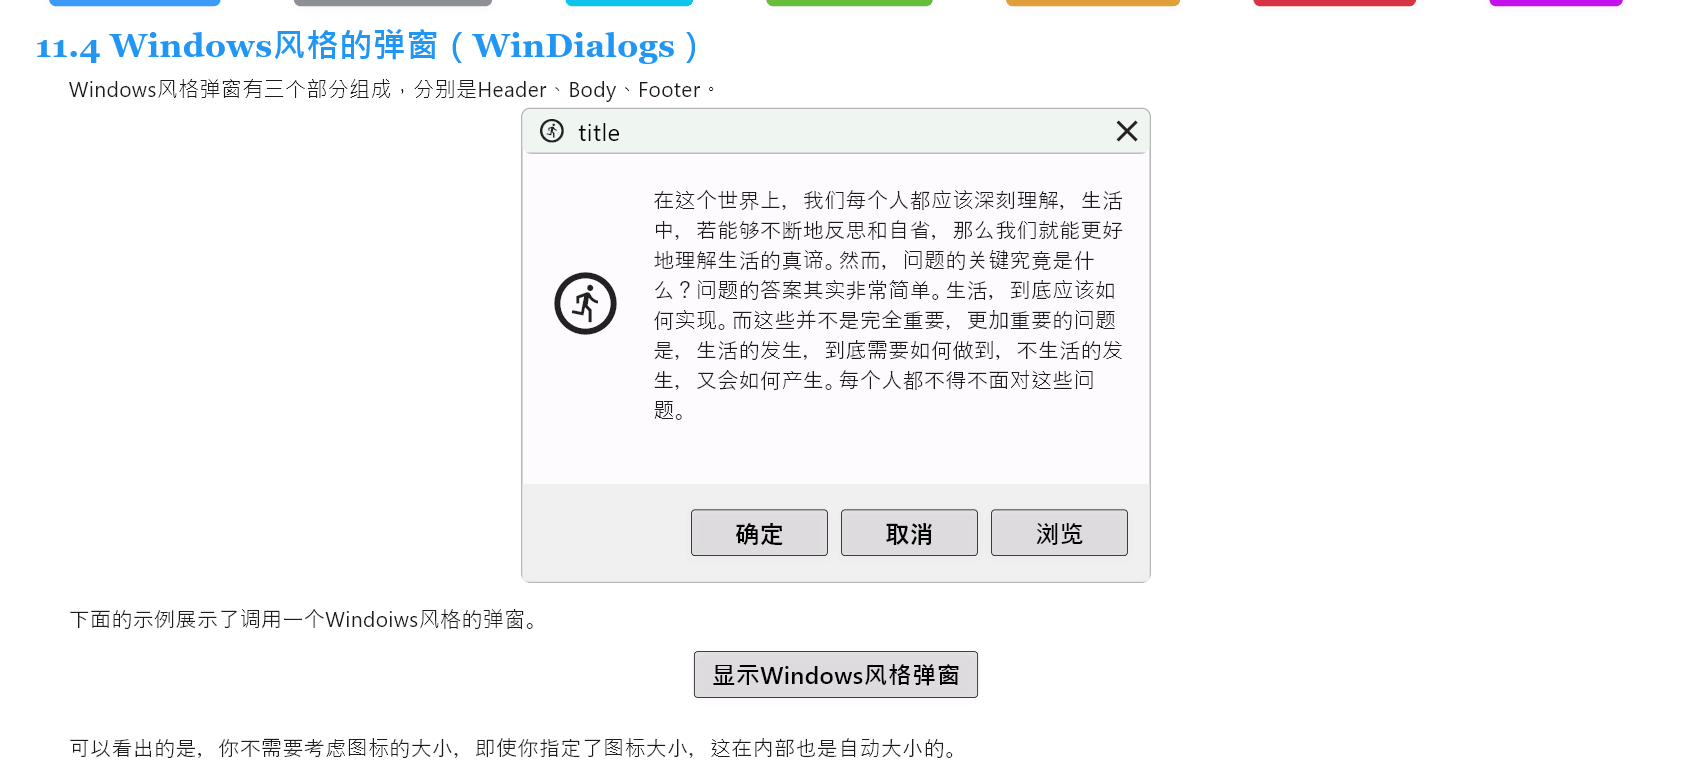 11.4 Windows风格的弹窗（WinDialogs）
Windows风格弹窗有三个部分组成，分别是Header、Body、Footer。
title
在这个世界上，我们每个人都应该深刻理解，生活
中，若能够不断地反思和自省，那么我们就能更好
地理解生活的真谛。然而，问题的关键究竟是什
么？问题的答案其实非常简单。生活，到底应该如
何实现。而这些并不是完全重要，更加重要的问题
是，生活的发生，到底需要如何做到，不生活的发
生，又会如何产生。每个人都不得不面对这些问
题。
确定 取消 浏览
下面的示例展示了调用一个Windoiws风格的弹窗。
显示Windows风格弹窗
可以看出的是，你不需要考虑图标的大小，即使你指定了图标大小，这在内部也是自动大小的。